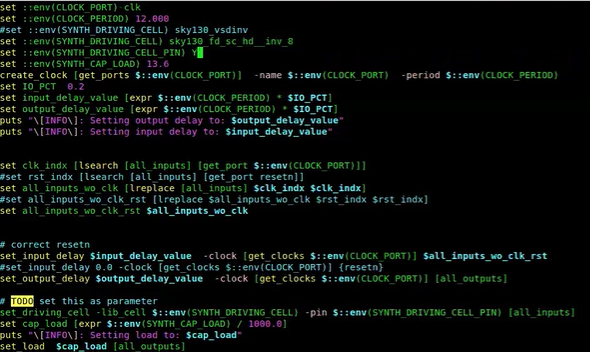 set ::env(CLOCK_PORT) clk
set ::env(CLOCK_PERIOD) 12.000
#set ::env(SYNTH_DRIVING_CELL) sky130_vsdinv
set ::env(SYNTH_DRIVING_CELL) sky130_fd_sc_hd__inv_8
set ::env(SYNTH_DRIVING_CELL_PIN) Y
set ::env(SYNTH_CAP_LOAD) 13.6
create_clock [get_ports $::env(CLOCK_PORT)]  -name $::env(CLOCK_PORT)  -period $::env(CLOCK_PERIOD)
set IO_PCT  0.2
set input_delay_value [expr $::env(CLOCK_PERIOD) * $IO_PCT]
set output_delay_value [expr $::env(CLOCK_PERIOD) * $IO_PCT]
puts "\[INFO\]: Setting output delay to: $output_delay_value"
puts "\[INFO\]: Setting input delay to: $input_delay_value"
set clk_indx [lsearch [all_inputs] [get_port $::env(CLOCK_PORT)]]
#set rst_indx [lsearch [all_inputs] [get_port resetn]]
set all_inputs_wo_clk [lreplace [all_inputs] $clk_indx $clk_indx]
#set all_inputs_wo_clk_rst [lreplace $all_inputs_wo_clk $rst_indx $rst_indx]
set all_inputs_wo_clk_rst $all_inputs_wo_clk
# correct resetn
set_input_delay $input_delay_value  -clock [get_clocks $::env(CLOCK_PORT)] $all_inputs_wo_clk_rst
#set_input_delay 0.0 -clock [get_clocks $::env(CLOCK_PORT)] {resetn}
set_output_delay $output_delay_value  -clock [get_clocks $::env(CLOCK_PORT)] [all_outputs]
# TODO set this as parameter
set_driving_cell -lib_cell $::env(SYNTH_DRIVING_CELL) -pin $::env(SYNTH_DRIVING_CELL_PIN) [all_inputs]
set cap_load [expr $::env(SYNTH_CAP_LOAD) / 1000.0]
puts "\[INFO\]: Setting load to: $cap_load"
set_load  $cap_load [all_outputs]